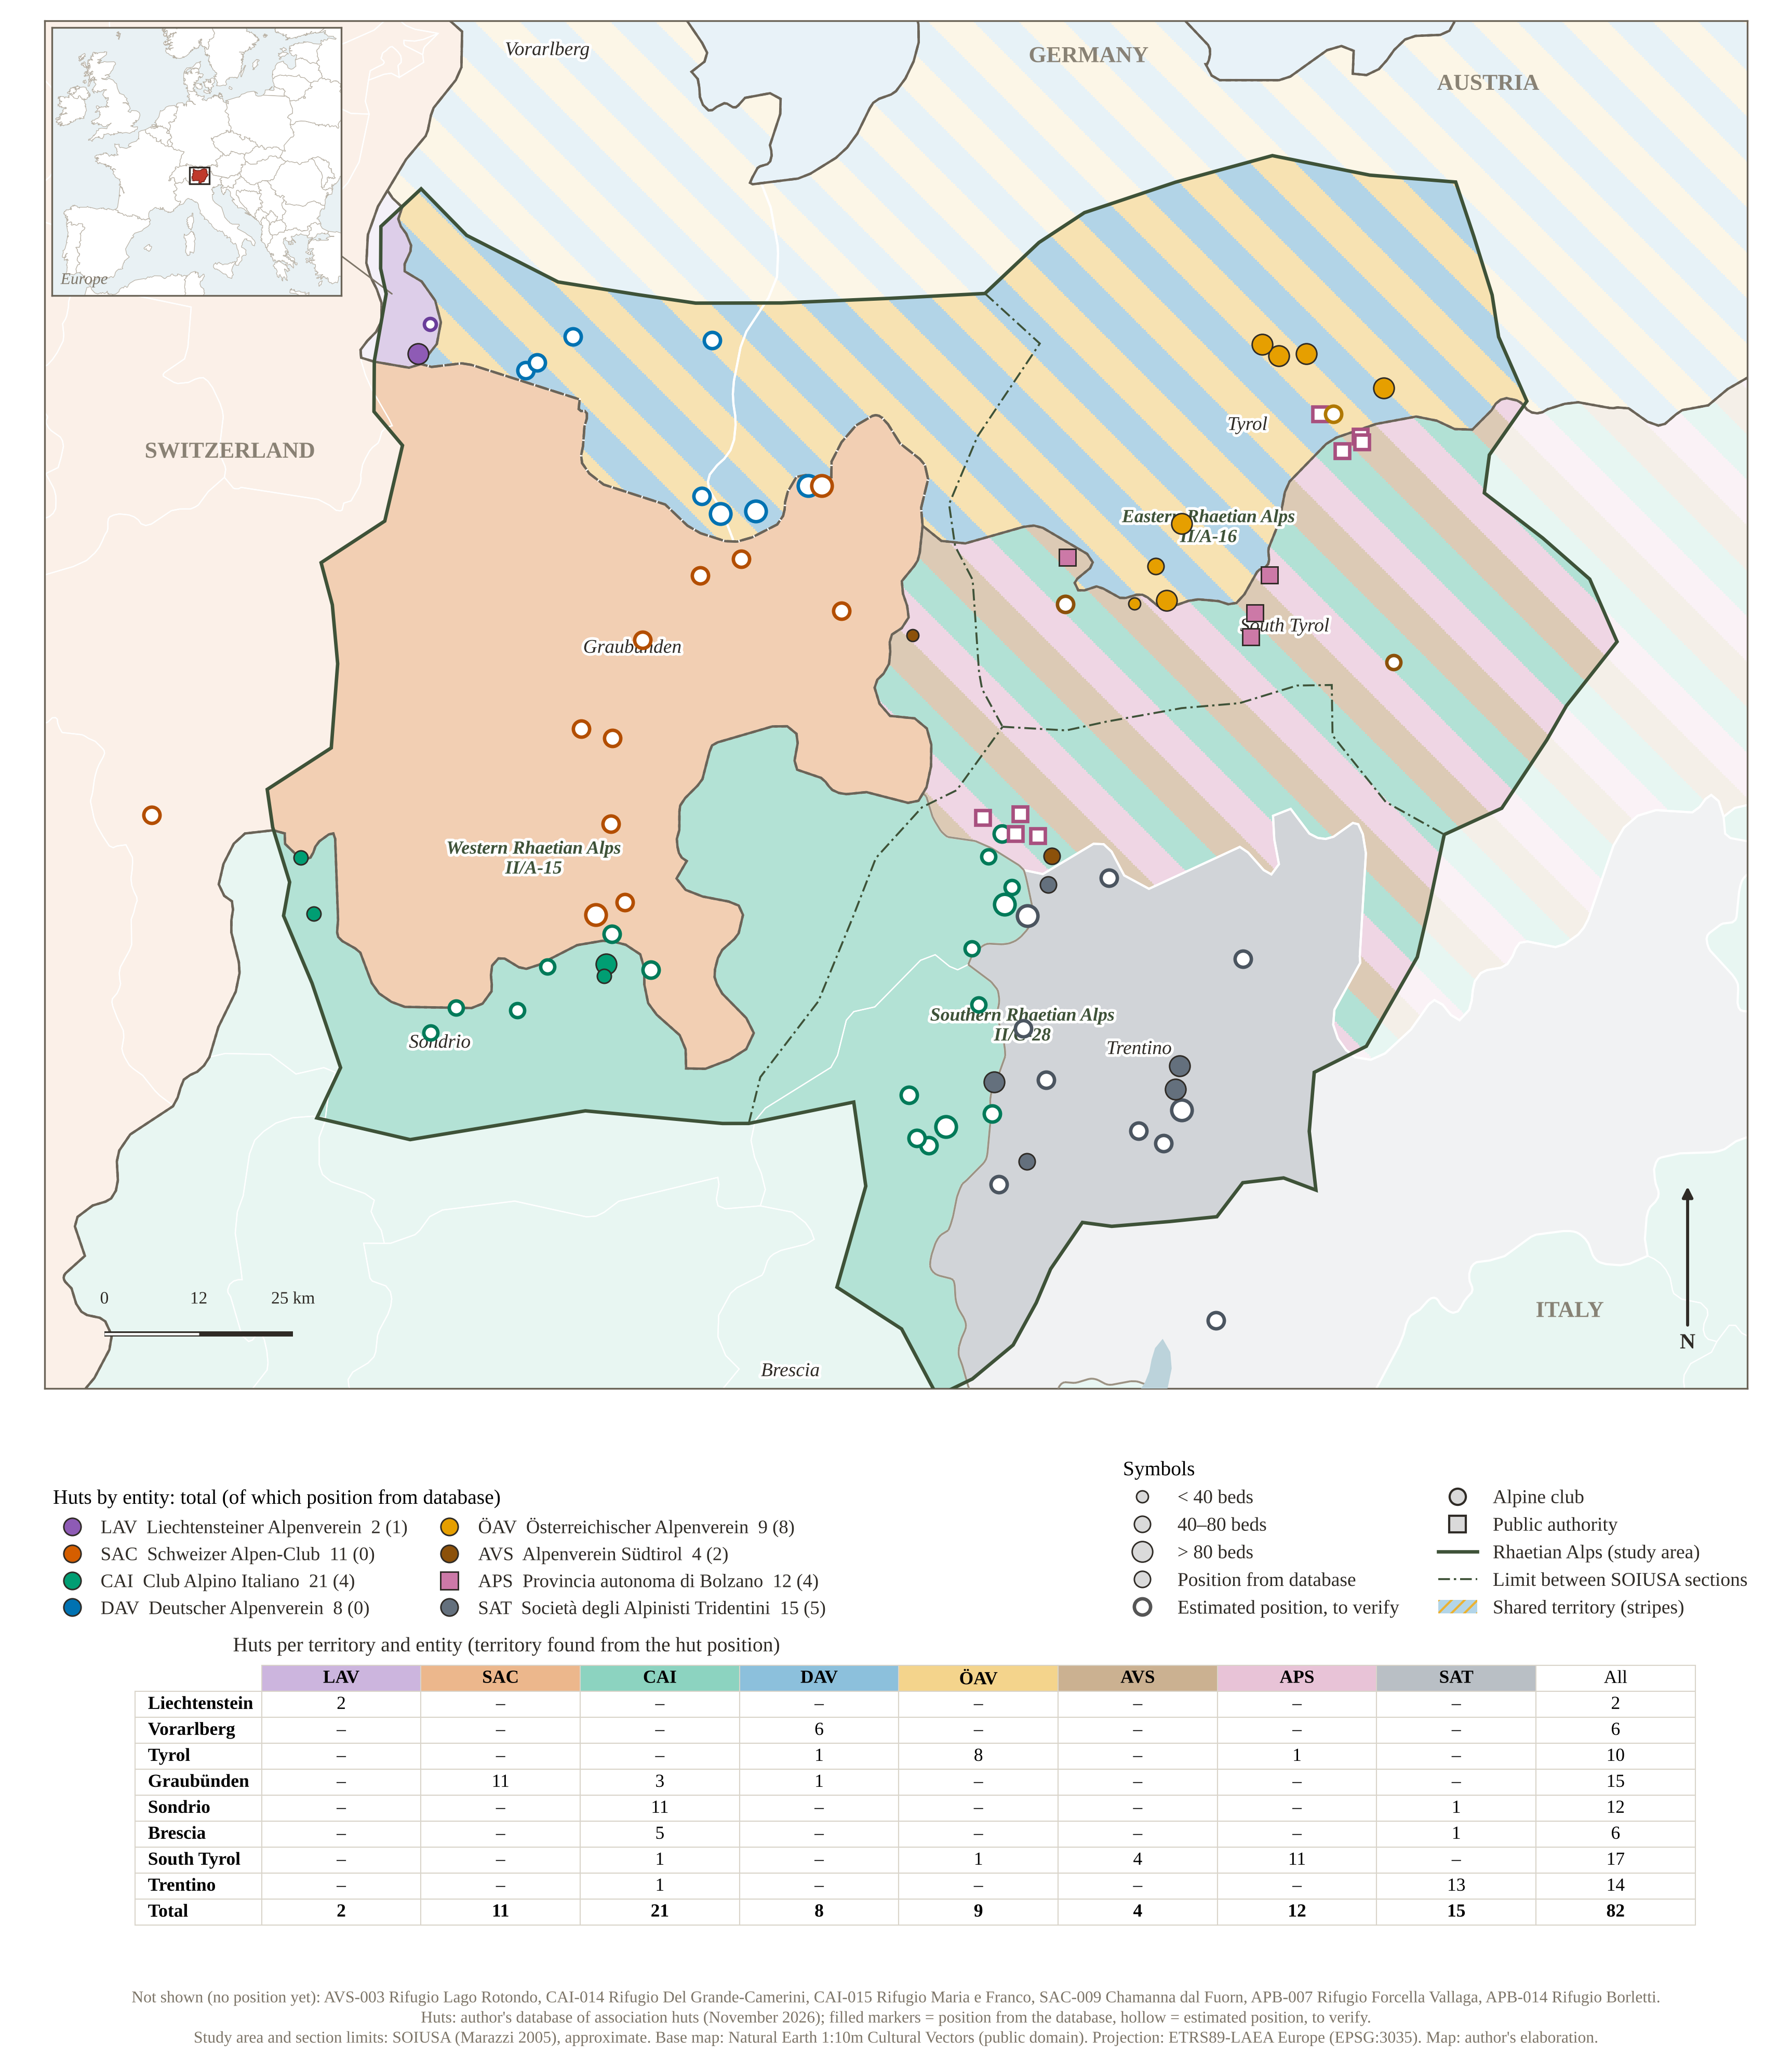 Vorarlberg
GERMANY
AUSTRIA
Europe
SWITZERLAND
Tyrol
Eastern Rhaetian Alps
II/A-16
South Tyrol
Graubünden
Western Rhaetian Alps
II/A-15
Southern Rhaetian Alps
II/C-28
Sondrio
Trentino
0 12 25 km
ITALY
N
Brescia
Huts by entity: total (of which position from database)
LAV Liechtensteiner Alpenverein 2 (1)
SAC Schweizer Alpen-Club 11 (0)
CAI Club Alpino Italiano 21 (4)
DAV Deutscher Alpenverein 8 (0)
ÖAV Österreichischer Alpenverein 9 (8)
AVS Alpenverein Südtirol 4 (2)
APS Provincia autonoma di Bolzano 12 (4)
SAT Società degli Alpinisti Tridentini 15 (5)
Symbols
< 40 beds
40–80 beds
> 80 beds
Position from database
Estimated position, to verify
Alpine club
Public authority
Rhaetian Alps (study area)
Limit between SOIUSA sections
Shared territory (stripes)
Huts per territory and entity (territory found from the hut position)
LAV SAC CAI DAV ÖAV AVS APS SAT All
Liechtenstein 2 – – – – – – – 2
Vorarlberg – – – 6 – – – – 6
Tyrol – – – 1 8 – 1 – 10
Graubünden – 11 3 1 – – – – 15
Sondrio – – 11 – – – – 1 12
Brescia – – 5 – – – – 1 6
South Tyrol – – 1 – 1 4 11 – 17
Trentino – – 1 – – – – 13 14
Total 2 11 21 8 9 4 12 15 82
Not shown (no position yet): AVS-003 Rifugio Lago Rotondo, CAI-014 Rifugio Del Grande-Camerini, CAI-015 Rifugio Maria e Franco, SAC-009 Chamanna dal Fuorn, APB-007 Rifugio Forcella Vallaga, APB-014 Rifugio Borletti.
Huts: author's database of association huts (November 2026); filled markers = position from the database, hollow = estimated position, to verify.
Study area and section limits: SOIUSA (Marazzi 2005), approximate. Base map: Natural Earth 1:10m Cultural Vectors (public domain). Projection: ETRS89-LAEA Europe (EPSG:3035). Map: author's elaboration.